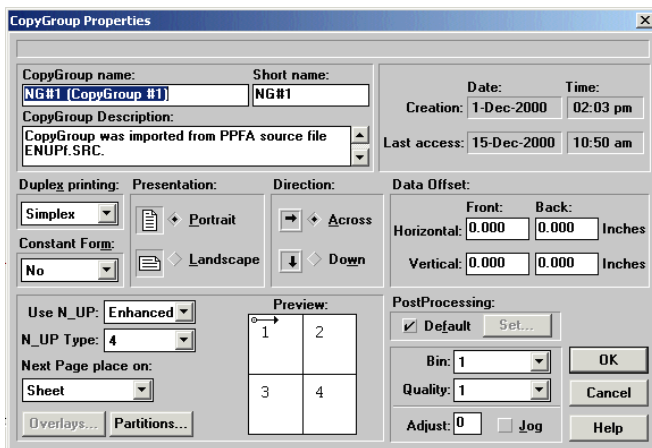 CopyGroup Properties
CopyGroup name:
Short name:
NG#1 (CopyGroup #1)
NG#1
CopyGroup Description:
CopyGroup was imported from PPFA source file
ENUPf.SRC.
Date:
Time:
Creation: 1-Dec-2000 02:03 pm
Last access: 15-Dec-2000 10:50 am
Duplex printing:
Simplex
Constant Form:
No
Presentation:
Portrait
Landscape
Direction:
Across
Down
Data Offset:
Front: Back:
Horizontal: 0.000 0.000 Inches
Vertical: 0.000 0.000 Inches
Use N_UP: Enhanced
N_UP Type: 4
Next Page place on:
Sheet
Overlays... Partitions...
Preview:
1 2
3 4
PostProcessing:
Default Set...
Bin: 1
Quality: 1
Adjust: 0 Jog
OK
Cancel
Help